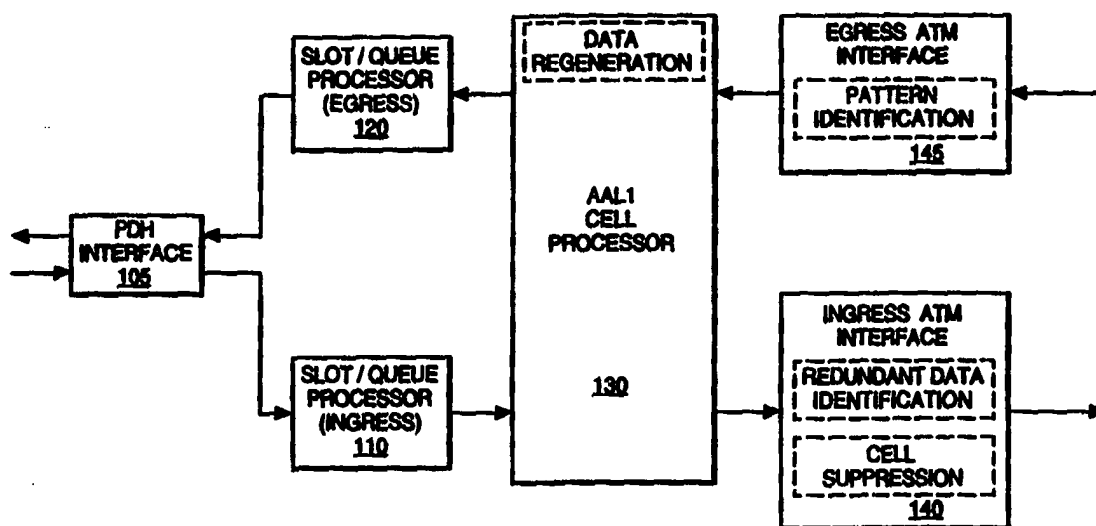 SLOT / QUEUE
PROCESSOR
(EGRESS)
120
DATA
REGENERATION
EGRESS ATM
INTERFACE
PATTERN
IDENTIFICATION
145
PDH
INTERFACE
105
AAL1
CELL
PROCESSOR
130
SLOT / QUEUE
PROCESSOR
(INGRESS)
110
INGRESS ATM
INTERFACE
REDUNDANT DATA
IDENTIFICATION
CELL
SUPPRESSION
140